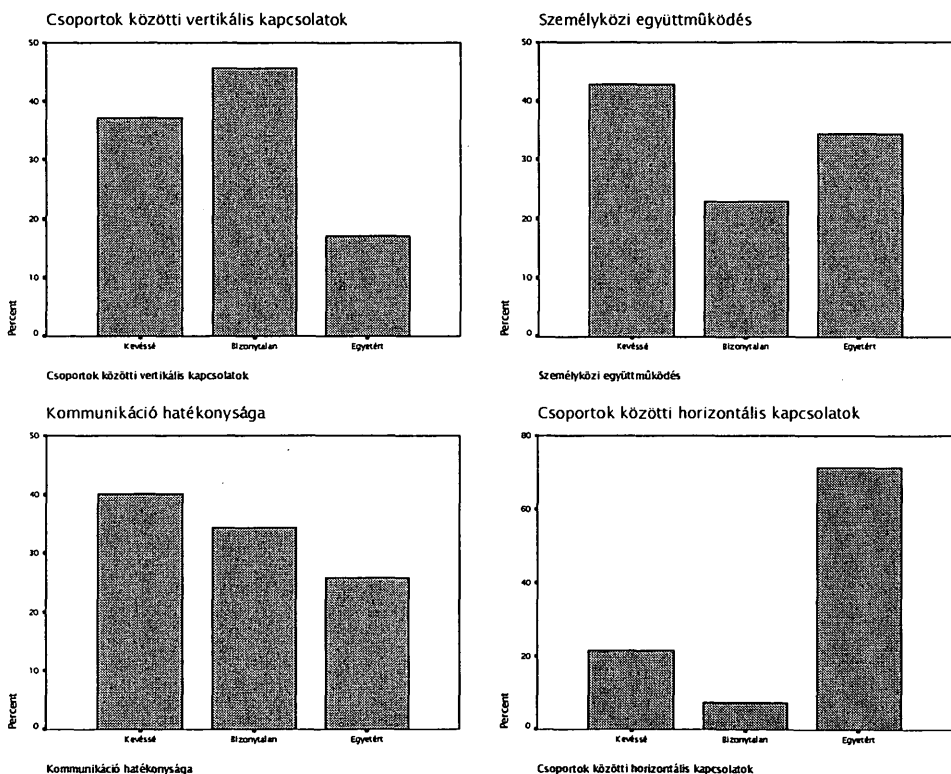 Csoportok közötti vertikális kapcsolatok
50
40
30
20
10
0
Percent
Kevéssé Bizonytalan Egyetért
Csoportok közötti vertikális kapcsolatok
Személyközi együttműködés
50
40
30
20
10
0
Percent
Kevéssé Bizonytalan Egyetért
Személyközi együttműködés
Kommunikáció hatékonysága
50
40
30
20
10
0
Percent
Kevéssé Bizonytalan Egyetért
Kommunikáció hatékonysága
Csoportok közötti horizontális kapcsolatok
80
60
40
20
0
Percent
Kevéssé Bizonytalan Egyetért
Csoportok közötti horizontális kapcsolatok